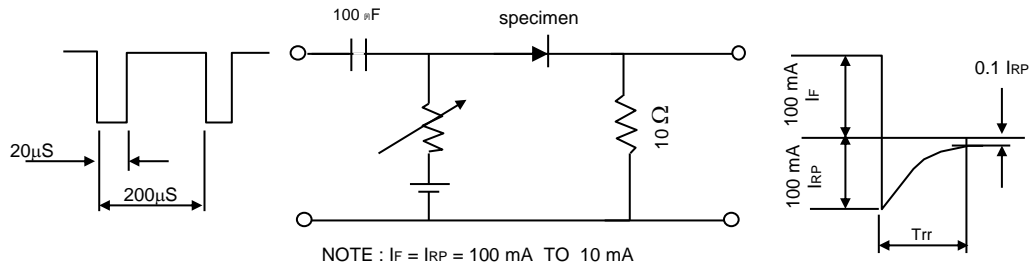 100 mF
specimen
20μS
200μS
10 Ω
100 mA
IF
100 mA
IRP
0.1 IRP
Trr
NOTE : IF = IRP = 100 mA TO 10 mA